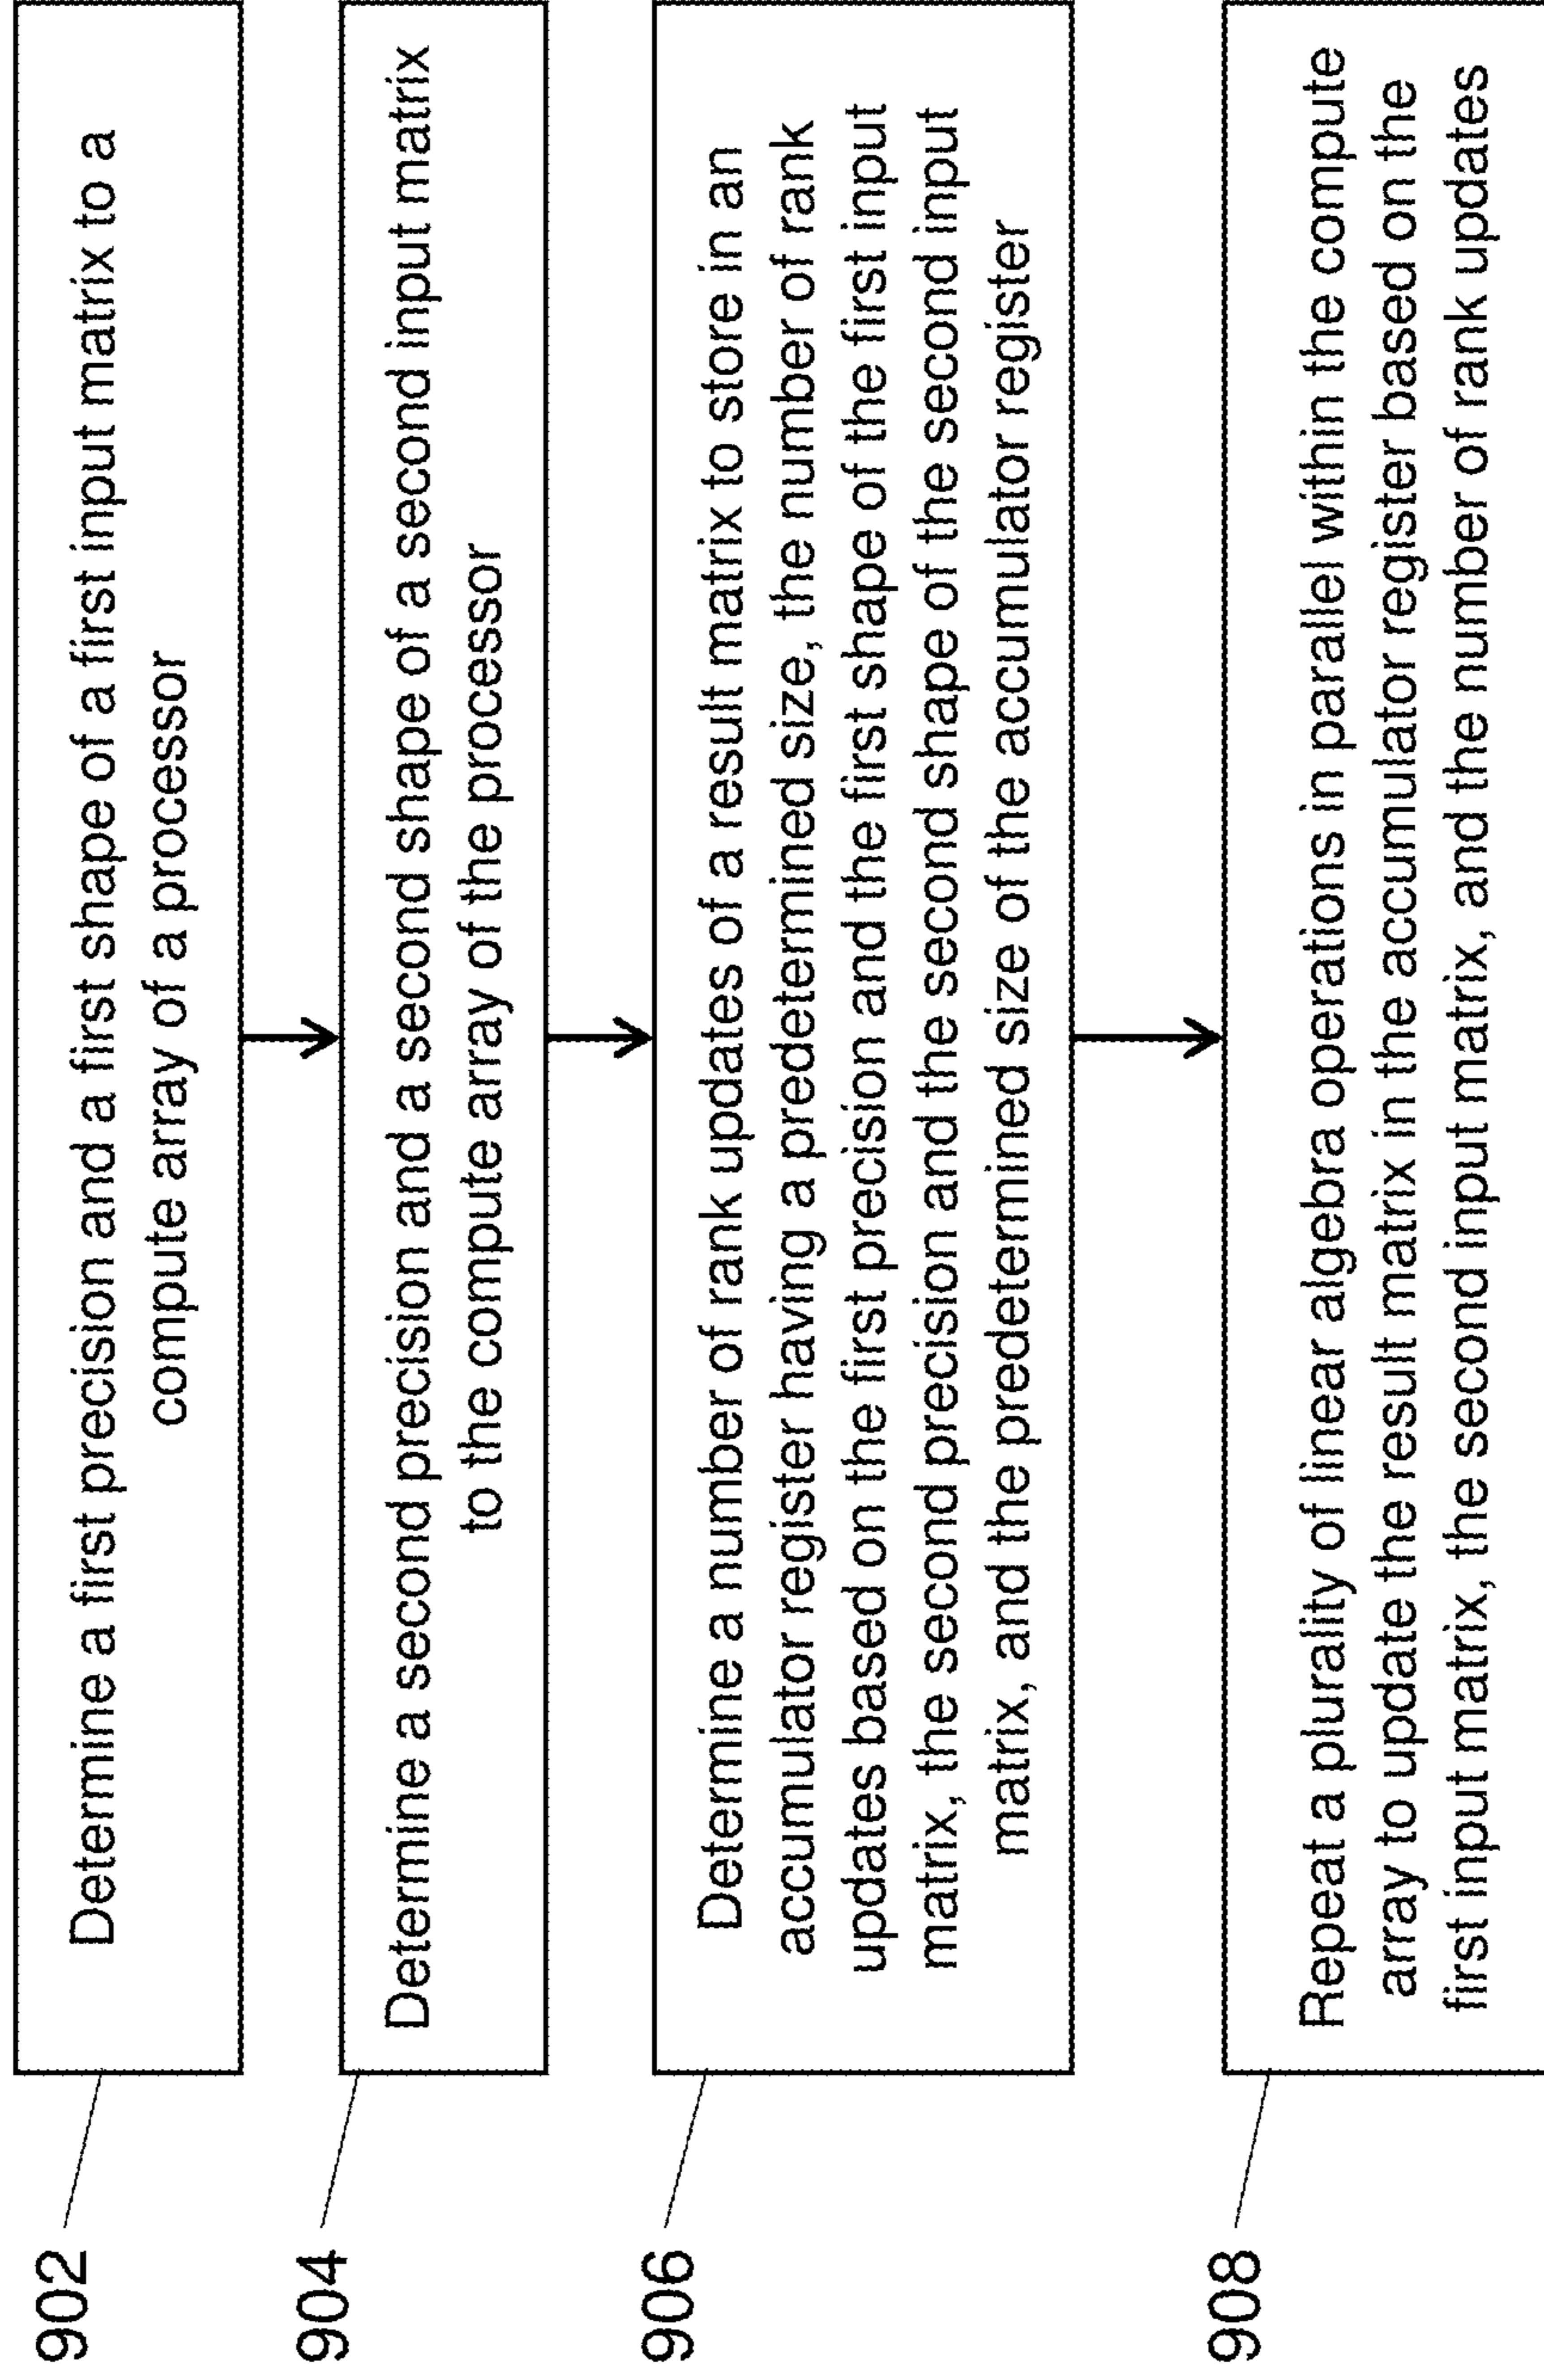 902
Determine a first precision and a first shape of a first input matrix to a
compute array of a processor
904
Determine a second precision and a second shape of a second input matrix
to the compute array of the processor
906
Determine a number of rank updates of a result matrix to store in an
accumulator register having a predetermined size, the number of rank
updates based on the first precision and the first shape of the first input
matrix, the second precision and the second shape of the second input
matrix, and the predetermined size of the accumulator register
908
Repeat a plurality of linear algebra operations in parallel within the compute
array to update the result matrix in the accumulator register based on the
first input matrix, the second input matrix, and the number of rank updates